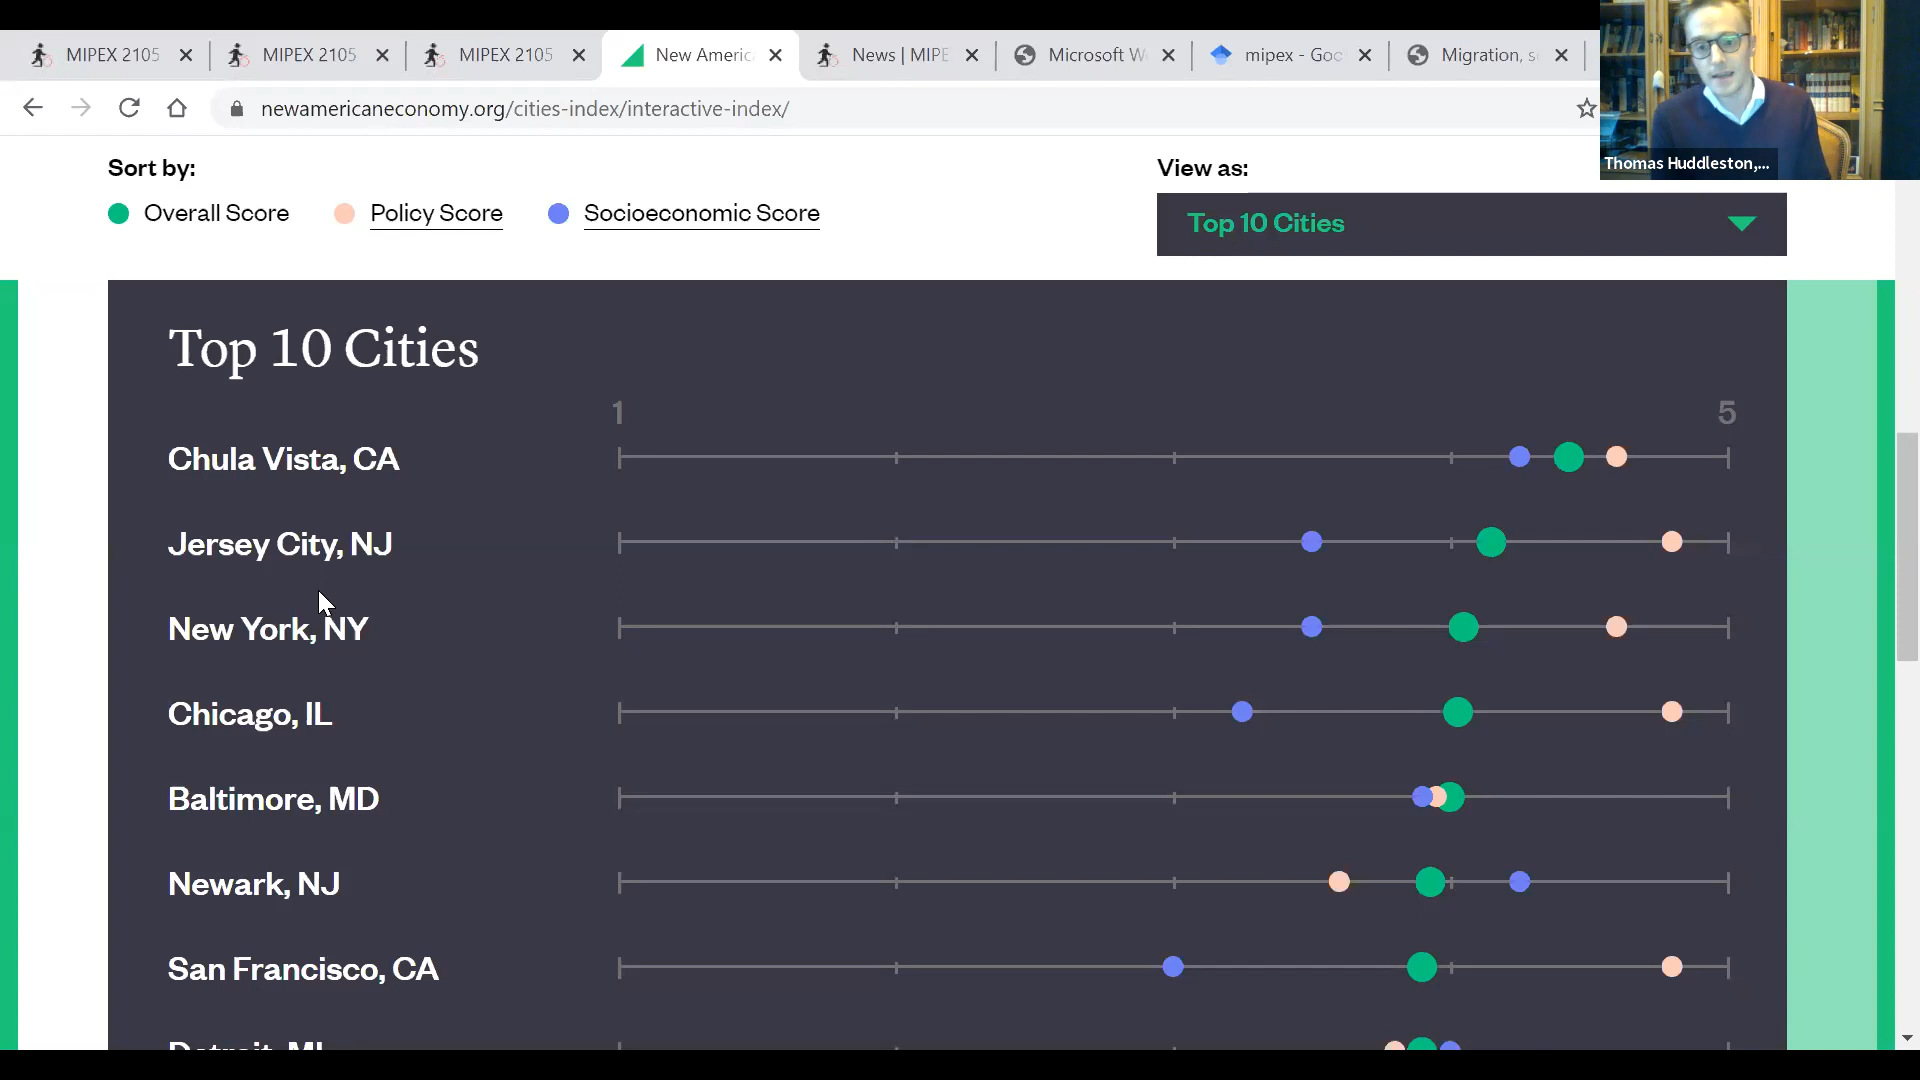 MIPEX 2105
MIPEX 2105
MIPEX 2105
New Americ
News | MIPE
Microsoft W
mipex - Goo
Migration, s
newamericaneconomy.org/cities-index/interactive-index/
Thomas Huddleston,...
Sort by:
Overall Score
Policy Score
Socioeconomic Score
View as:
Top 10 Cities
Top 10 Cities
1
5
Chula Vista, CA
Jersey City, NJ
New York, NY
Chicago, IL
Baltimore, MD
Newark, NJ
San Francisco, CA
Detroit, MI